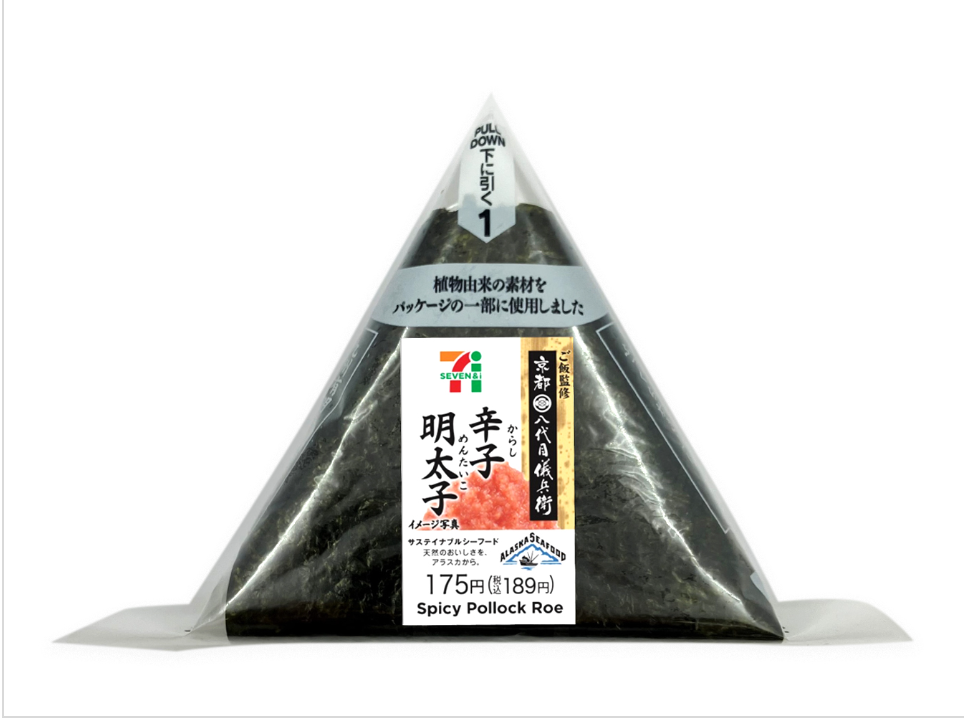 PULL
DOWN
下に引く
1
植物由来の素材を
パッケージの一部に使用しました
SEVEN&i
ご飯監修
京都 八代目儀兵衛
辛子
からし
明太子
めんたいこ
イメージ写真
サステイナブルシーフード
天然のおいしさを、
アラスカから。
ALASKA SEAFOOD
175円(税込189円)
Spicy Pollock Roe